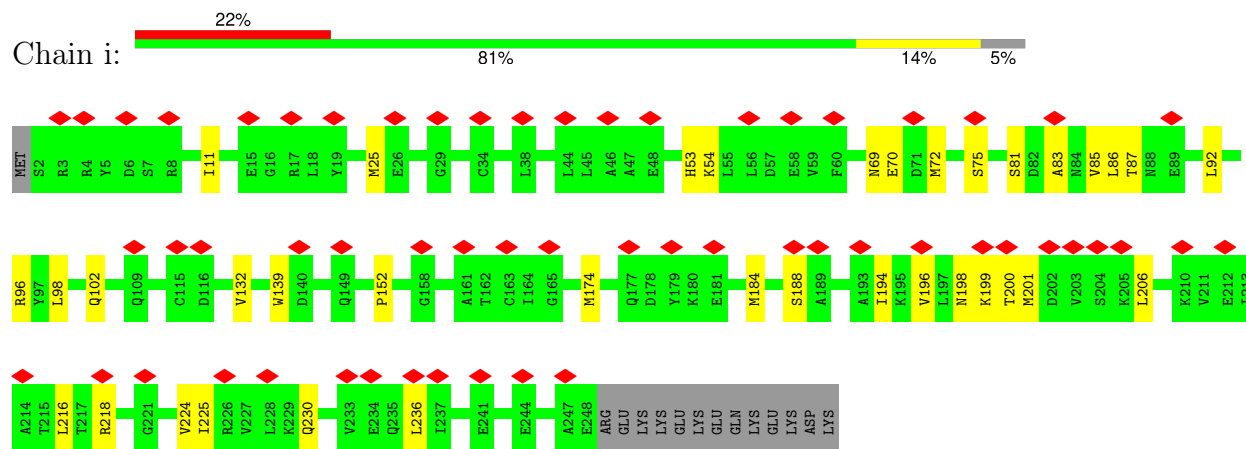 22%
Chain i:
81% 14% 5%
MET S2 R3 R4 Y5 D6 S7 R8 I11 E15 G16 R17 L18 Y19 M25 E26 G29 C34 L38 L44 L45 A46 A47 E48 H53 K54 L55 L56 D57 E58 V59 F60 N69 E70 D71 M72 S75 S81 D82 A83 N84 V85 L86 T87 N88 E89 L92
R96 Y97 L98 Q102 Q109 C115 D116 V132 W139 D140 Q149 P152 G158 A161 T162 C163 I164 G165 M174 Q177 D178 Y179 K180 E181 M184 S188 A189 A193 I194 K195 V196 L197 N198 K199 T200 M201 D202 V203 S204 K205 L206 K210 V211 E212 I213
A214 T215 L216 T217 R218 G221 V224 I225 R226 V227 L228 K229 Q230 V233 E234 Q235 L236 I237 E241 E244 A247 E248 ARG GLU LYS LYS GLU LYS GLU GLN LYS GLU LYS ASP LYS